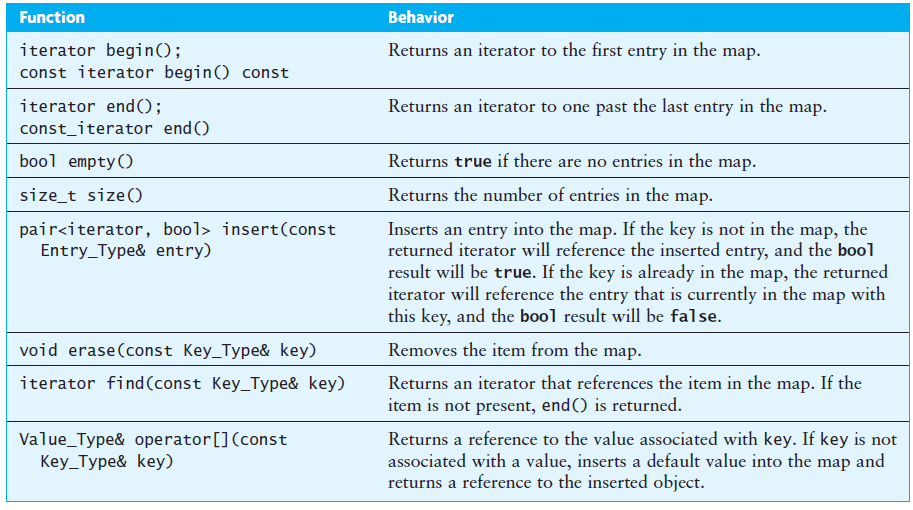 Function Behavior
iterator begin(); Returns an iterator to the first entry in the map.
const iterator begin() const
iterator end(); Returns an iterator to one past the last entry in the map.
const_iterator end()
bool empty() Returns true if there are no entries in the map.
size_t size() Returns the number of entries in the map.
pair<iterator, bool> insert(const Inserts an entry into the map. If the key is not in the map, the
Entry_Type& entry) returned iterator will reference the inserted entry, and the bool
result will be true. If the key is already in the map, the returned
iterator will reference the entry that is currently in the map with
this key, and the bool result will be false.
void erase(const Key_Type& key) Removes the item from the map.
iterator find(const Key_Type& key) Returns an iterator that references the item in the map. If the
item is not present, end() is returned.
Value_Type& operator[](const Returns a reference to the value associated with key. If key is not
Key_Type& key) associated with a value, inserts a default value into the map and
returns a reference to the inserted object.